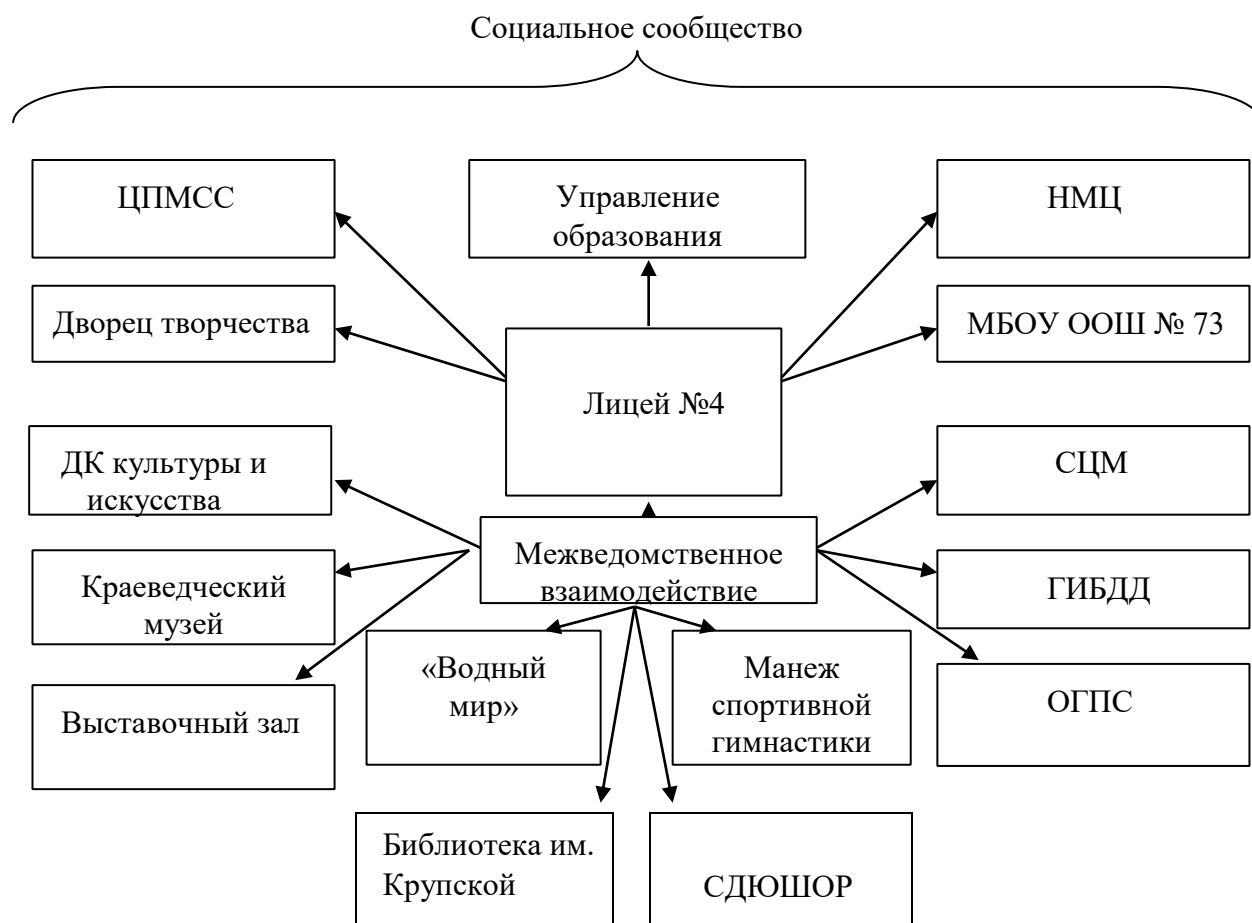 Социальное сообщество
ЦПМСС
Управление
образования
НМЦ
Дворец творчества
МБОУ ООШ № 73
Лицей №4
ДК культуры и
искусства
СЦМ
Межведомственное
взаимодействие
Краеведческий
музей
ГИБДД
«Водный
мир»
Манеж
спортивной
гимнастики
Выставочный зал
ОГПС
Библиотека им.
Крупской
СДЮШОР